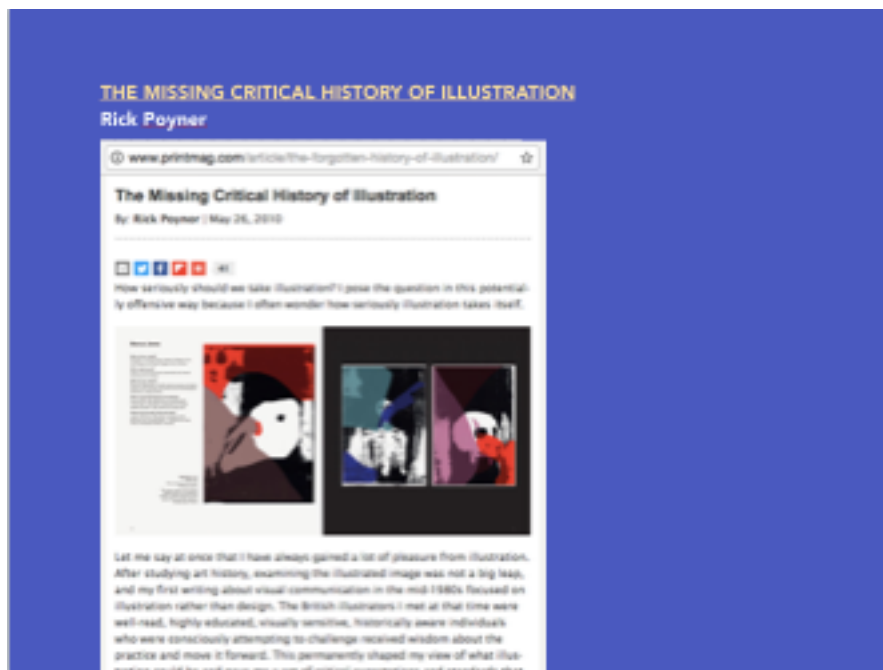 THE MISSING CRITICAL HISTORY OF ILLUSTRATION
Rick Poyner
www.printmag.com/article/the-forgotten-history-of-illustration/
The Missing Critical History of Illustration
By: Rick Poynor | May 26, 2010
How seriously should we take illustration? I pose the question in this potential-
ly offensive way because I often wonder how seriously illustration takes itself.
Let me say at once that I have always gained a lot of pleasure from illustration.
After studying art history, examining the illustrated image was not a big leap,
and my first writing about visual communication in the mid-1980s focused on
illustration rather than design. The British illustrators I met at that time were
well-read, highly educated, visually sensitive, historically aware individuals
who were consciously attempting to challenge received wisdom about the
practice and move it forward. This permanently shaped my view of what illus-